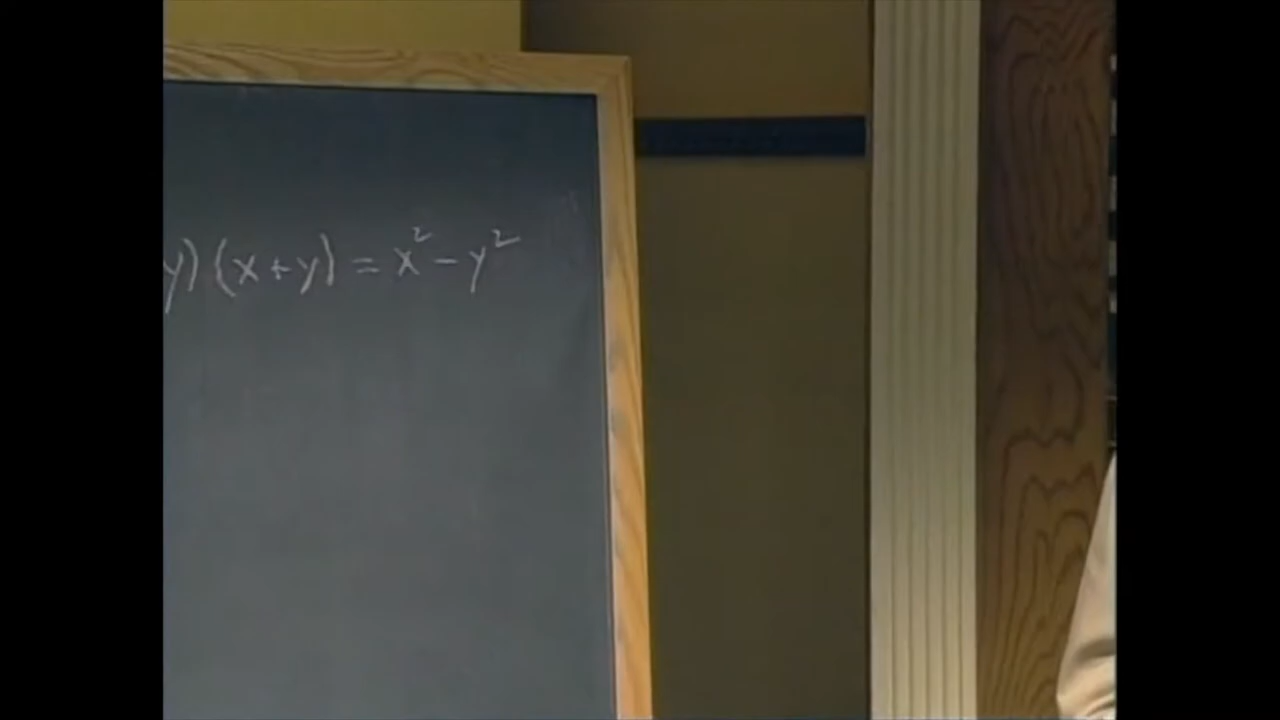 y)(x+y) = x² - y²